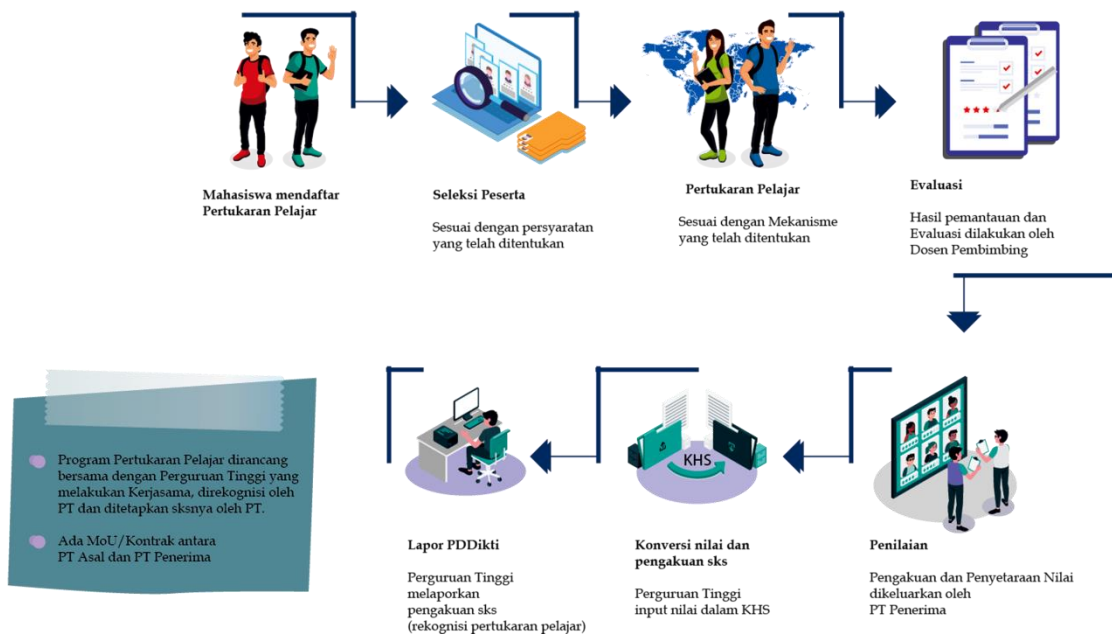 Mahasiswa mendaftar
Pertukaran Pelajar
Seleksi Peserta
Sesuai dengan persyaratan
yang telah ditentukan
Pertukaran Pelajar
Sesuai dengan Mekanisme
yang telah ditentukan
Evaluasi
Hasil pemantauan dan
Evaluasi dilakukan oleh
Dosen Pembimbing
Penilaian
Pengakuan dan Penyetaraan Nilai
dikeluarkan oleh
PT Penerima
KHS
Konversi nilai dan
pengakuan sks
Perguruan Tinggi
input nilai dalam KHS
Lapor PDDikti
Perguruan Tinggi
melaporkan
pengakuan sks
(rekognisi pertukaran pelajar)
Program Pertukaran Pelajar dirancang
bersama dengan Perguruan Tinggi yang
melakukan Kerjasama, direkognisi oleh
PT dan ditetapkan sksnya oleh PT.
Ada MoU/Kontrak antara
PT Asal dan PT Penerima